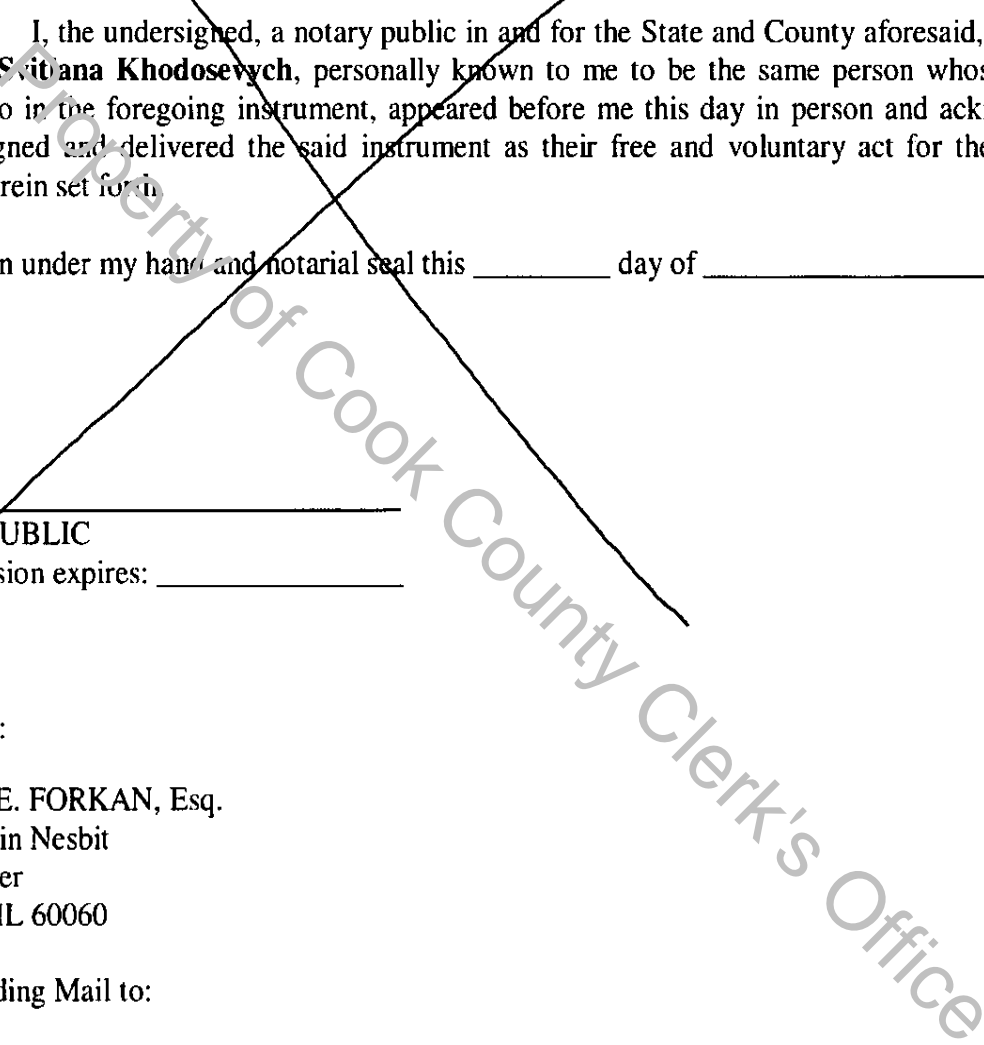 I, the undersigned, a notary public in and for the State and County aforesaid,
Svitlana Khodosevych, personally known to me to be the same person whos
o in the foregoing instrument, appeared before me this day in person and ack
gned and delivered the said instrument as their free and voluntary act for the
rein set forth.
n under my hand and notarial seal this _________ day of ___________________
UBLIC
sion expires: ________________
:
E. FORKAN, Esq.
in Nesbit
er
IL 60060
ding Mail to:
Property of Cook County Clerk's Office